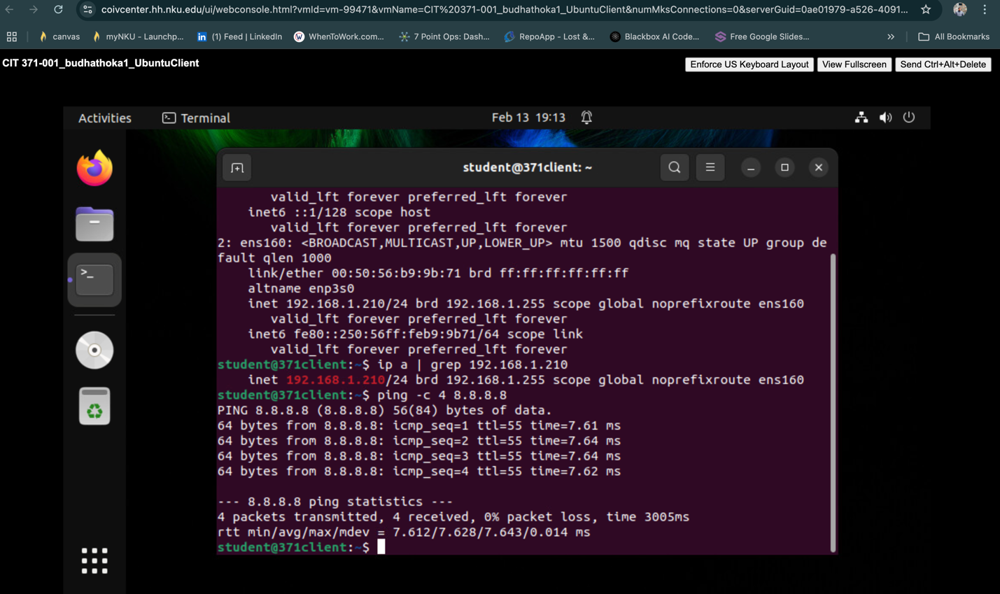 coivcenter.hh.nku.edu/ui/webconsole.html?vmId=vm-99471&vmName=CIT%20371-001_budhathoka1_UbuntuClient&numMksConnections=0&serverGuid=0ae01979-a526-4091...
canvas
myNKU - Launchp...
(1) Feed | LinkedIn
WhenToWork.com...
7 Point Ops: Dash...
RepoApp - Lost &...
Blackbox AI Code...
Free Google Slides...
All Bookmarks
CIT 371-001_budhathoka1_UbuntuClient
Enforce US Keyboard Layout
View Fullscreen
Send Ctrl+Alt+Delete
Activities
Terminal
Feb 13 19:13
student@371client: ~
valid_lft forever preferred_lft forever
inet6 ::1/128 scope host
valid_lft forever preferred_lft forever
2: ens160: <BROADCAST,MULTICAST,UP,LOWER_UP> mtu 1500 qdisc mq state UP group de
fault qlen 1000
link/ether 00:50:56:b9:9b:71 brd ff:ff:ff:ff:ff:ff
altname enp3s0
inet 192.168.1.210/24 brd 192.168.1.255 scope global noprefixroute ens160
valid_lft forever preferred_lft forever
inet6 fe80::250:56ff:feb9:9b71/64 scope link
valid_lft forever preferred_lft forever
student@371client:~$ ip a | grep 192.168.1.210
inet 192.168.1.210/24 brd 192.168.1.255 scope global noprefixroute ens160
student@371client:~$ ping -c 4 8.8.8.8
PING 8.8.8.8 (8.8.8.8) 56(84) bytes of data.
64 bytes from 8.8.8.8: icmp_seq=1 ttl=55 time=7.61 ms
64 bytes from 8.8.8.8: icmp_seq=2 ttl=55 time=7.64 ms
64 bytes from 8.8.8.8: icmp_seq=3 ttl=55 time=7.64 ms
64 bytes from 8.8.8.8: icmp_seq=4 ttl=55 time=7.62 ms
--- 8.8.8.8 ping statistics ---
4 packets transmitted, 4 received, 0% packet loss, time 3005ms
rtt min/avg/max/mdev = 7.612/7.628/7.643/0.014 ms
student@371client:~$